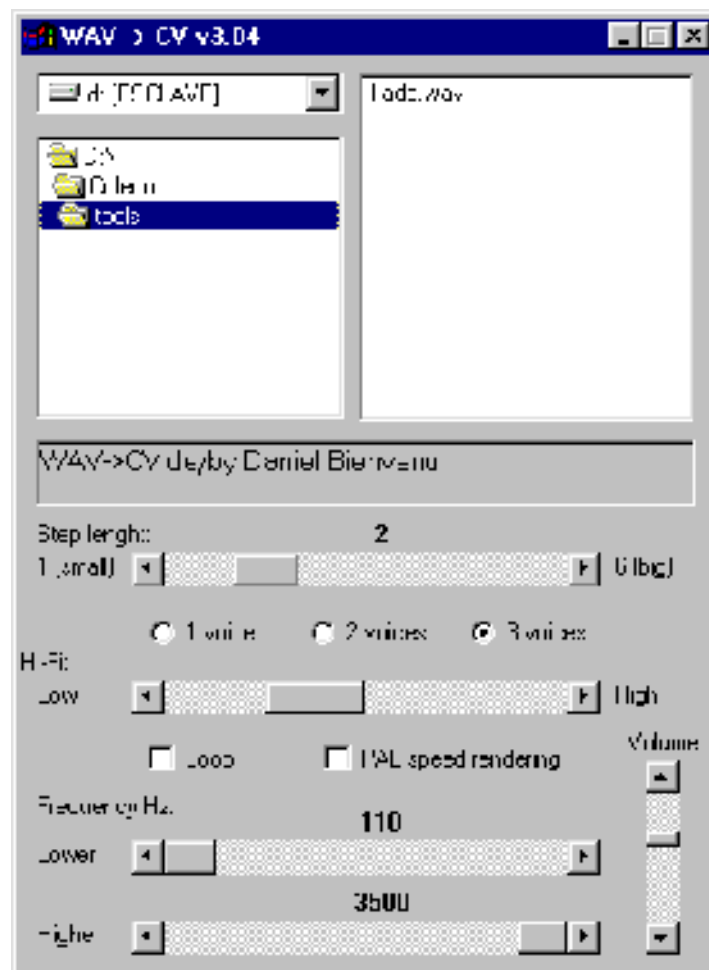 WAV -> CV v3.04
d: [ESCLAVE]
D:\
tools
WAV->CV de/by Daniel Bienvenu
Step lenght:
2
1 (small)
6 (big)
1 voice
2 voices
3 voices
Hi-Fi:
Low
High
Loop
PAL speed rendering
Volume
Frequency Hz.
110
Lower
3500
Higher